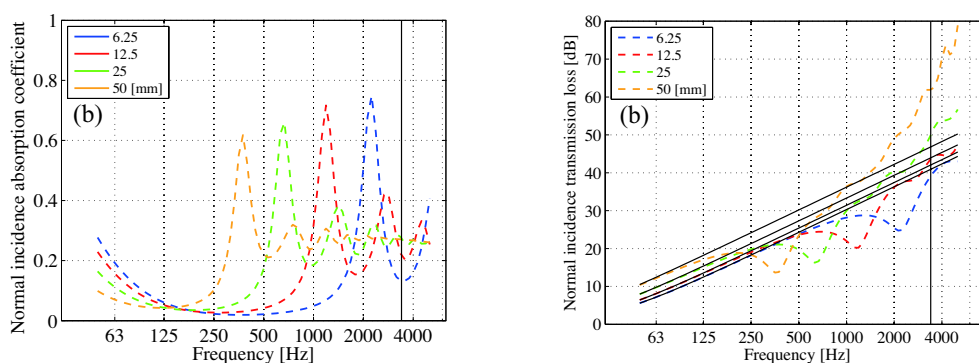 Normal incidence absorption coefficient
1
0.8
0.6
0.4
0.2
0
6.25
12.5
25
50 [mm]
(b)
63 125 250 500 1000 2000 4000
Frequency [Hz]
Normal incidence transmission loss [dB]
80
70
60
50
40
30
20
10
0
6.25
12.5
25
50 [mm]
(b)
63 125 250 500 1000 2000 4000
Frequency [Hz]